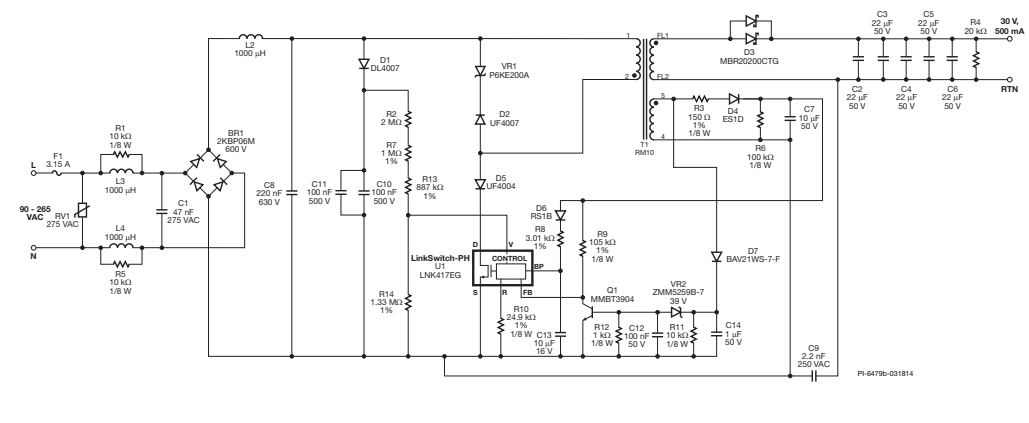 L
F1
3.15 A
90 - 265
VAC
RV1
275 VAC
N
R1
10 kΩ
1/8 W
L3
1000 µH
L4
1000 µH
R5
10 kΩ
1/8 W
C1
47 nF
275 VAC
BR1
2KBP06M
600 V
L2
1000 µH
C8
220 nF
630 V
D1
DL4007
C11
100 nF
500 V
C10
100 nF
500 V
R2
2 MΩ
R7
1 MΩ
1%
R13
887 kΩ
1%
R14
1.33 MΩ
1%
VR1
P6KE200A
D2
UF4007
D5
UF4004
LinkSwitch-PH
U1
LNK417EG
D
V
CONTROL
BP
S
R
FB
R10
24.9 kΩ
1%
1/8 W
D6
RS1B
R8
3.01 kΩ
1%
C13
10 µF
16 V
R9
105 kΩ
1%
1/8 W
Q1
MMBT3904
R12
1 kΩ
1/8 W
C12
100 nF
50 V
R11
10 kΩ
1/8 W
VR2
ZMM5259B-7
39 V
D7
BAV21WS-7-F
C14
1 µF
50 V
1
2
FL1
FL2
5
4
T1
RM10
R3
150 Ω
1%
1/8 W
D4
ES1D
R6
100 kΩ
1/8 W
C7
10 µF
50 V
D3
MBR20200CTG
C3
22 µF
50 V
C5
22 µF
50 V
R4
20 kΩ
30 V,
500 mA
C2
22 µF
50 V
C4
22 µF
50 V
C6
22 µF
50 V
RTN
C9
2.2 nF
250 VAC
PI-6479b-031814